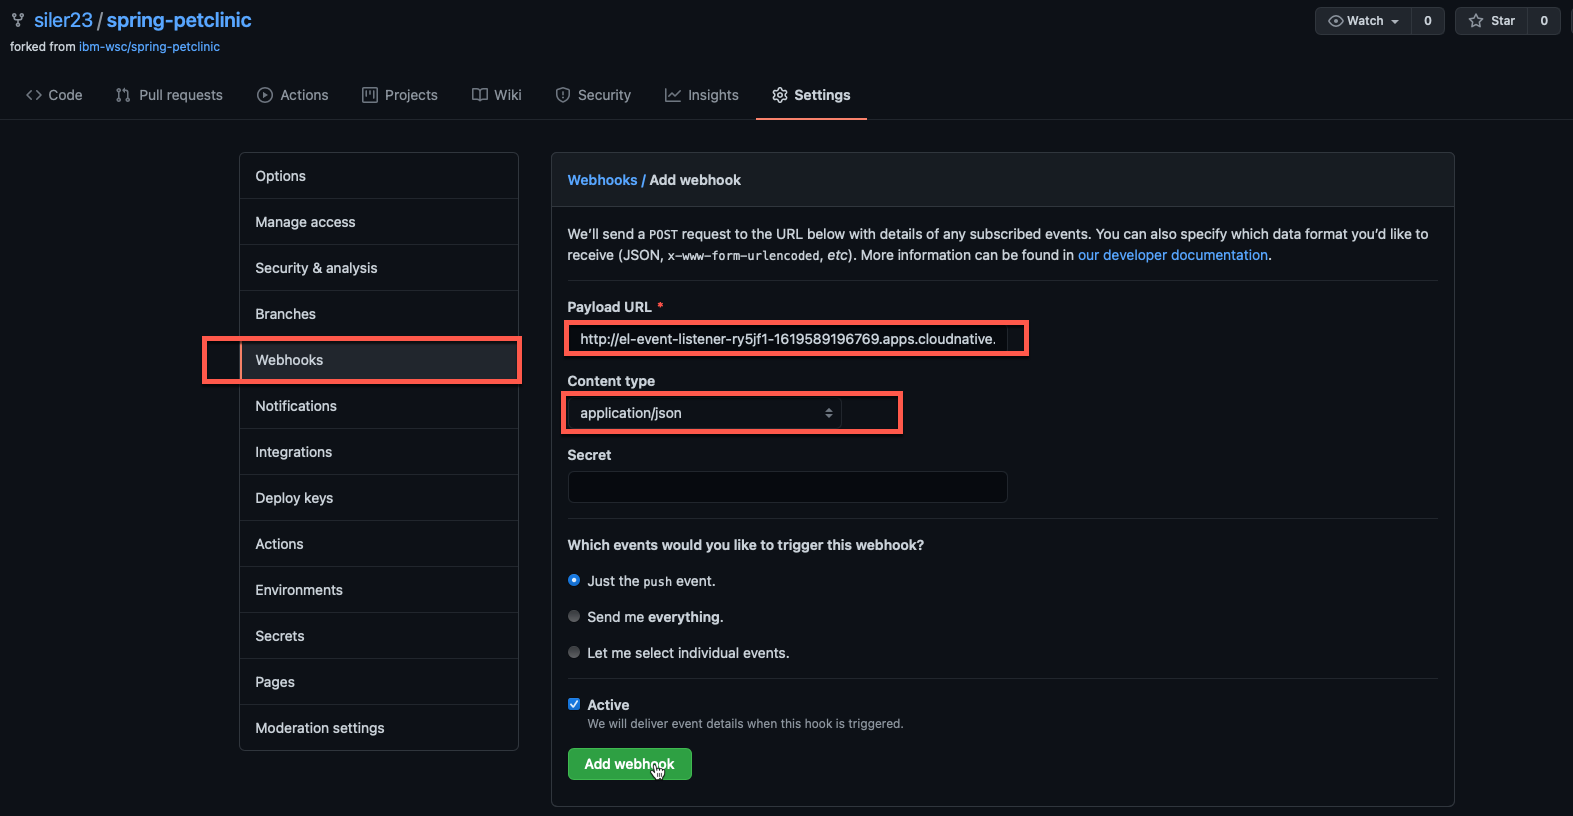 siler23 / spring-petclinic
Watch 0 Star 0
forked from ibm-wsc/spring-petclinic
Code Pull requests Actions Projects Wiki Security Insights Settings
Options
Manage access
Security & analysis
Branches
Webhooks
Notifications
Integrations
Deploy keys
Actions
Environments
Secrets
Pages
Moderation settings
Webhooks / Add webhook
We’ll send a POST request to the URL below with details of any subscribed events. You can also specify which data format you’d like to
receive (JSON, x-www-form-urlencoded, etc). More information can be found in our developer documentation.
Payload URL *
http://el-event-listener-ry5jf1-1619589196769.apps.cloudnative.
Content type
application/json
Secret
Which events would you like to trigger this webhook?
Just the push event.
Send me everything.
Let me select individual events.
Active
We will deliver event details when this hook is triggered.
Add webhook